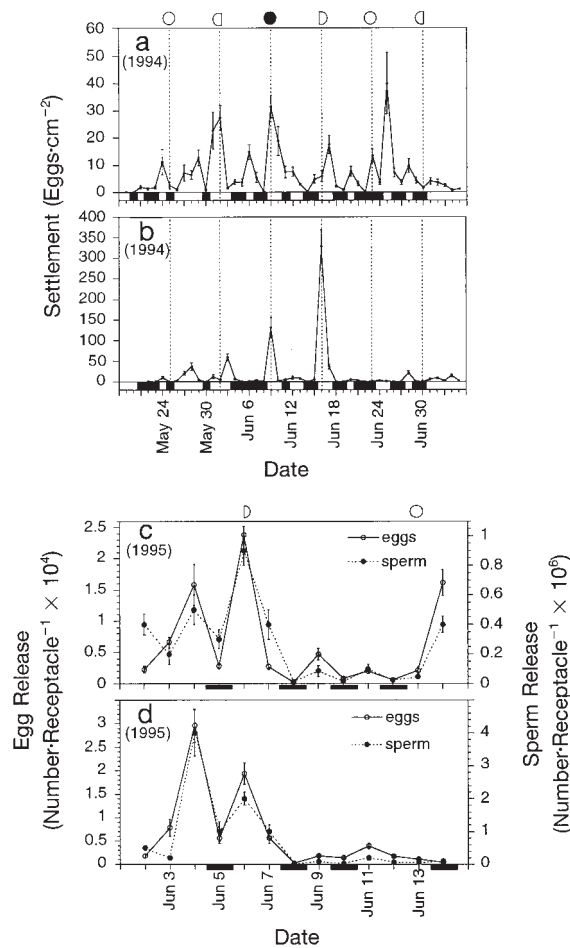 a
(1994)
60
50
40
30
20
10
0
Settlement (Eggs·cm⁻²)
b
(1994)
400
350
300
250
200
150
100
50
0
May 24
May 30
Jun 6
Jun 12
Jun 18
Jun 24
Jun 30
Date
c
(1995)
eggs
sperm
2.5
2
1.5
1
0.5
0
1
0.8
0.6
0.4
0.2
0
Egg Release
(Number·Receptacle⁻¹ × 10⁴)
Sperm Release
(Number·Receptacle⁻¹ × 10⁶)
d
(1995)
eggs
sperm
3
2.5
2
1.5
1
0.5
0
4
3
2
1
0
Jun 3
Jun 5
Jun 7
Jun 9
Jun 11
Jun 13
Date